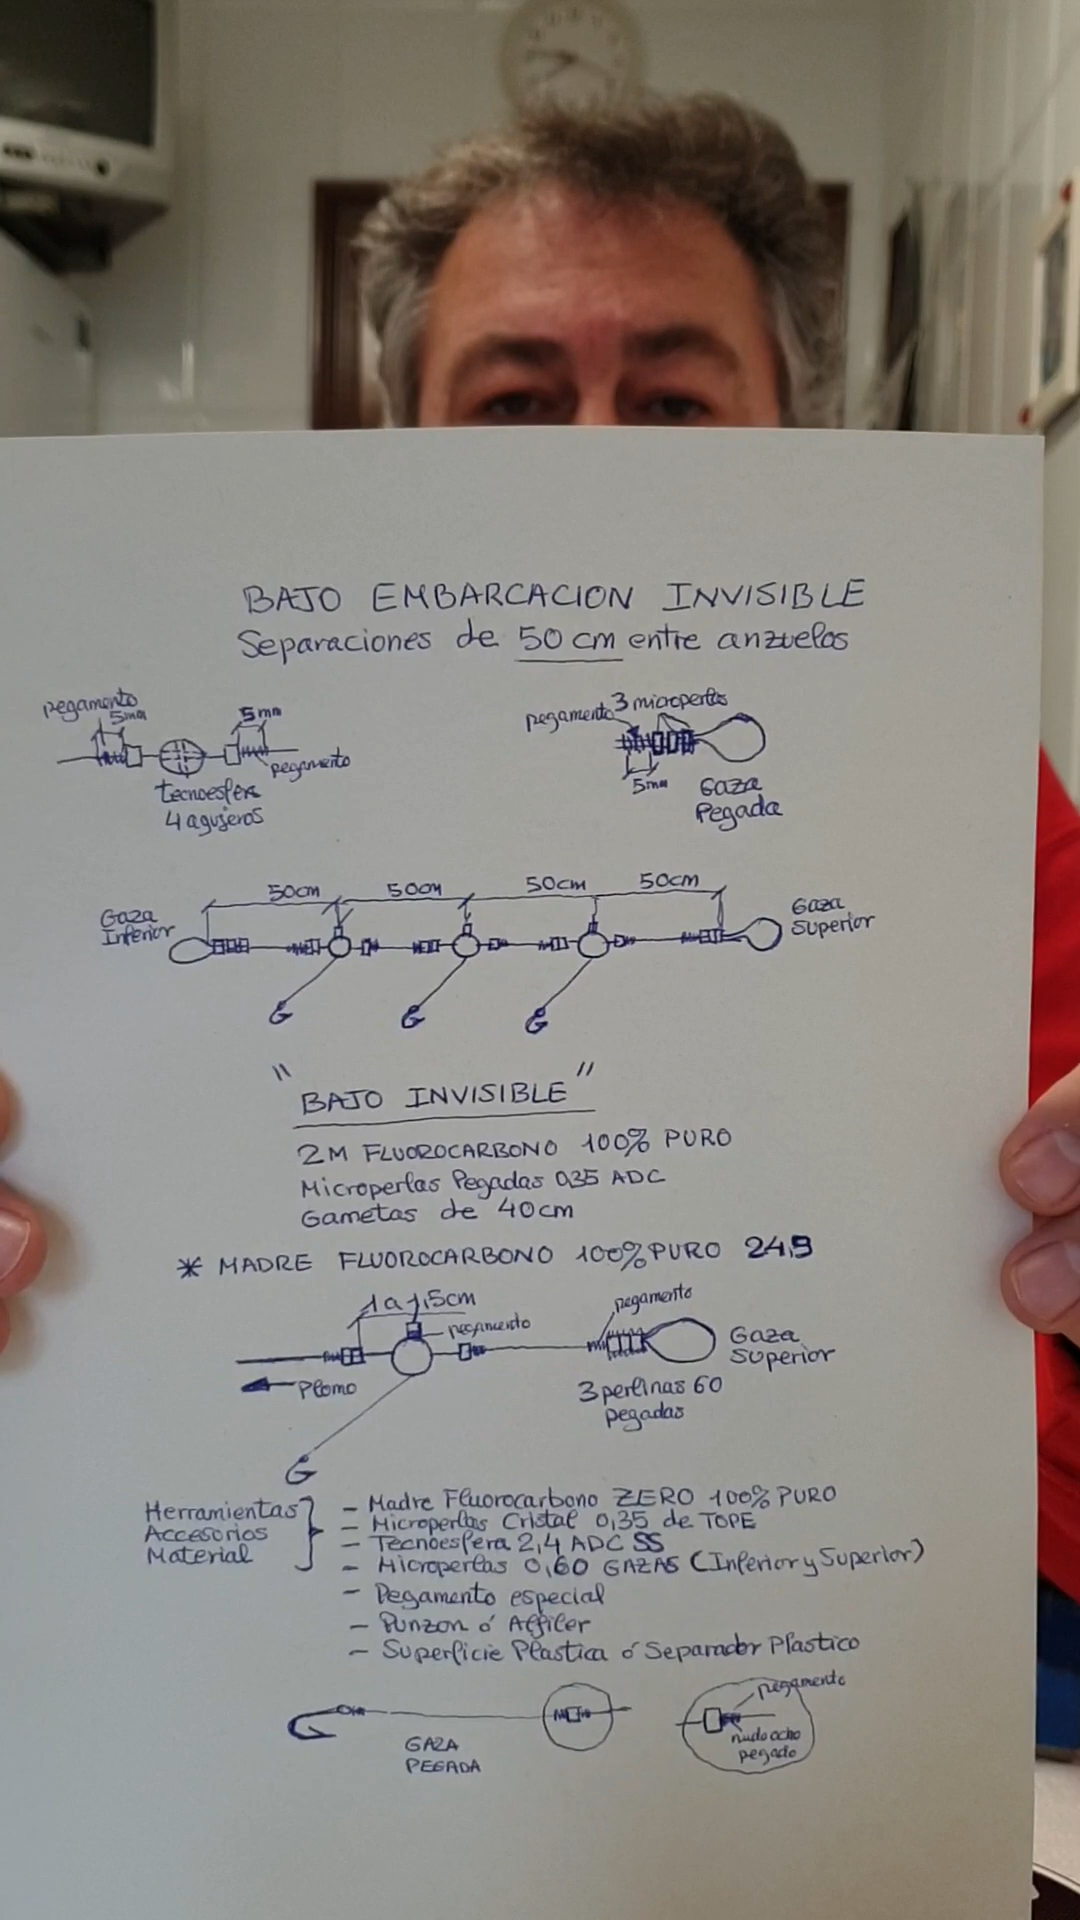 BAJO EMBARCACION INVISIBLE
Separaciones de 50cm entre anzuelos
pegamento
5mm
5mm
pegamento
tecnoesfera
4 agujeros
3 microperlas
pegamento
5mm
Gaza
Pegada
50cm 50cm 50cm 50cm
Gaza
Inferior
Gaza
Superior
"BAJO INVISIBLE"
2M FLUOROCARBONO 100% PURO
Microperlas Pegadas 0,35 ADC
Gametas de 40cm
* MADRE FLUOROCARBONO 100% PURO 24,9
1 a 1,5cm
pegamento
pegamento
Gaza
Superior
Plomo
3 perlinas 60
pegadas
Herramientas
Accesorios
Material
- Madre Fluorocarbono ZERO 100% PURO
- Microperlas Cristal 0,35 de TOPE
- Tecnoesfera 2,4 ADC SS
- Microperlas 0,60 GAZAS (Inferior y Superior)
- Pegamento especial
- Punzon ó Alfiler
- Superficie Plastica ó Separador Plastico
GAZA
PEGADA
pegamento
nudo ocho
pegado